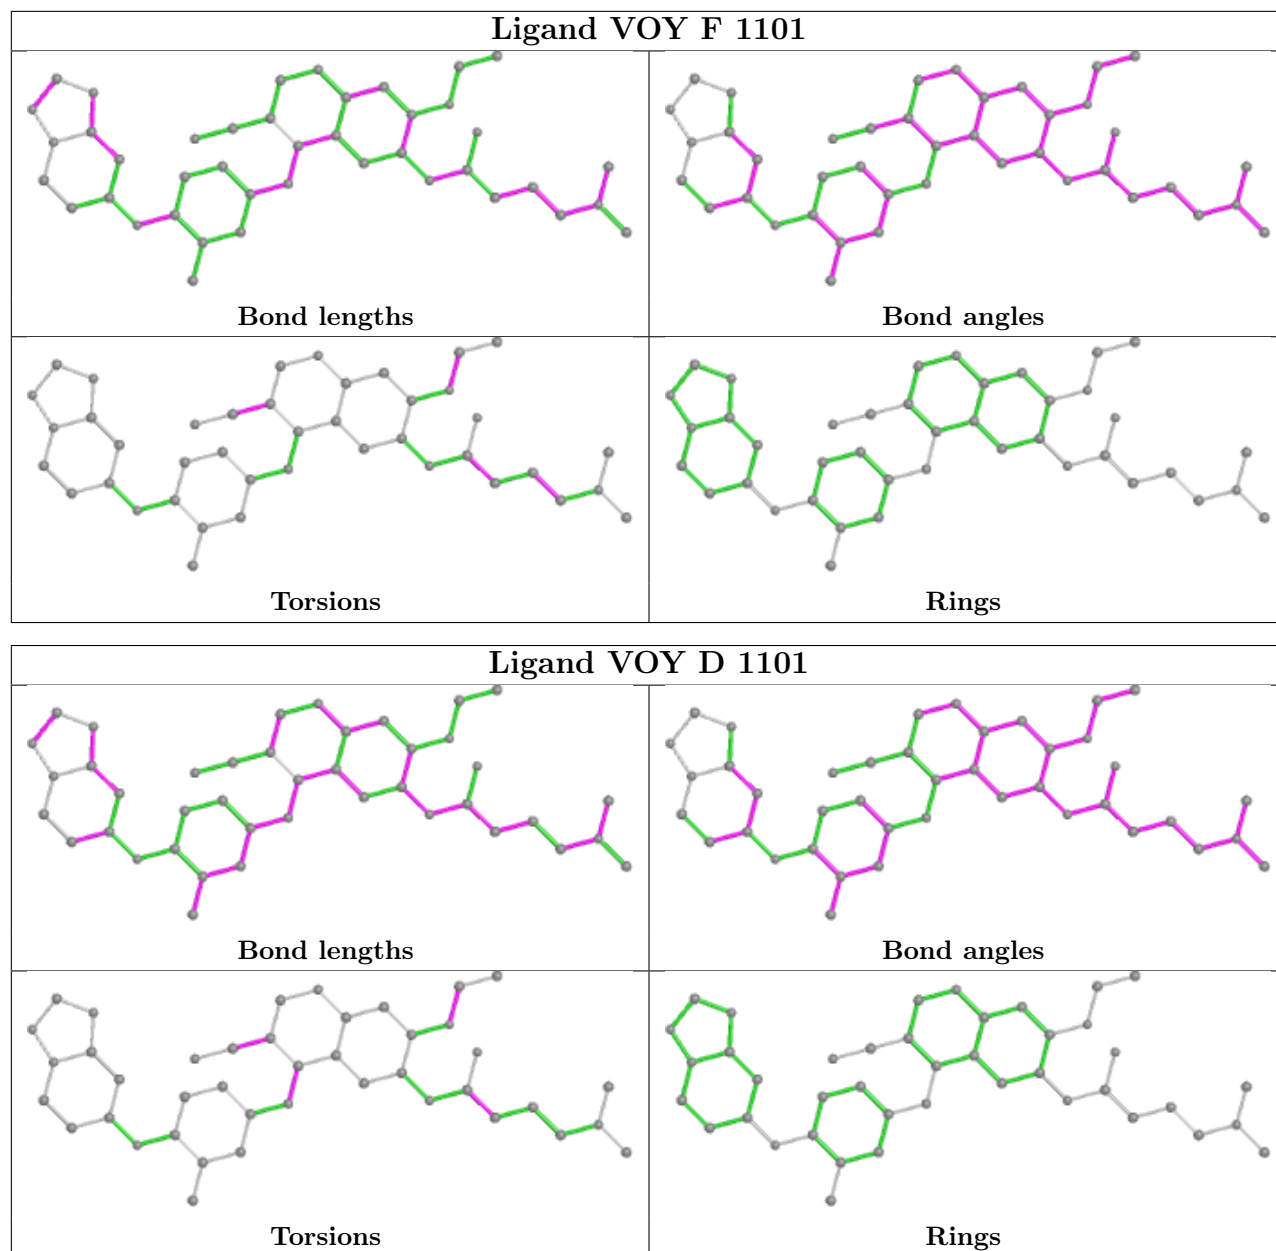 Ligand VOY F 1101
Bond lengths
Bond angles
Torsions
Rings
Ligand VOY D 1101
Bond lengths
Bond angles
Torsions
Rings